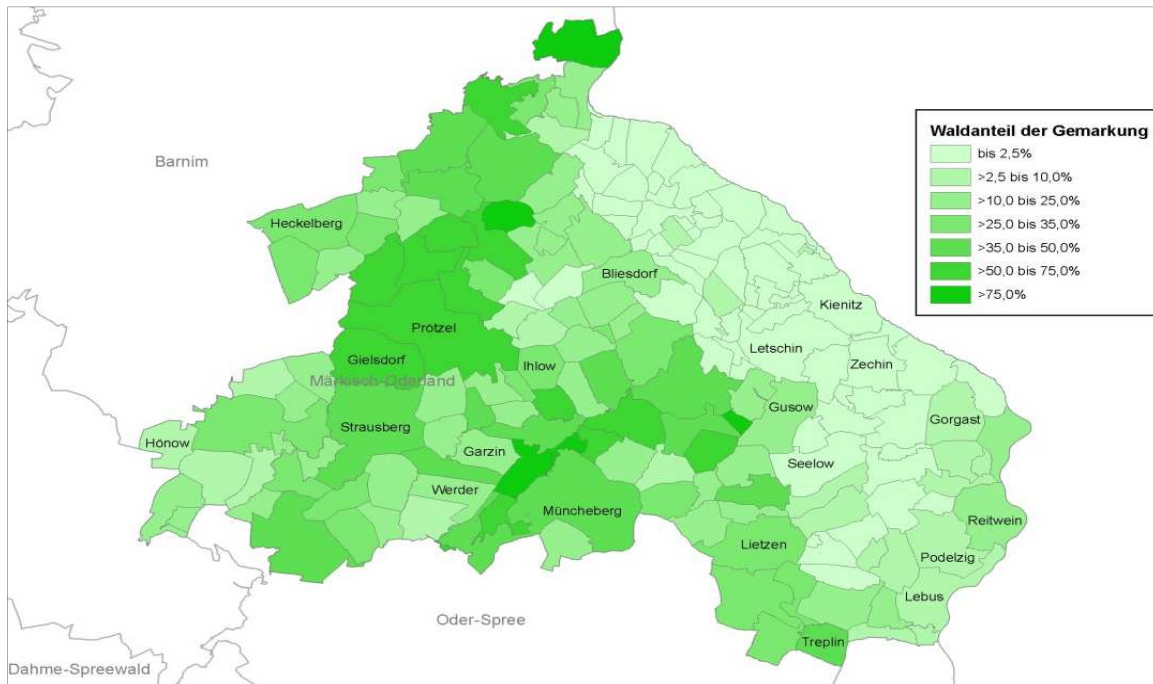 Barnim
Waldanteil der Gemarkung
bis 2,5%
>2,5 bis 10,0%
>10,0 bis 25,0%
>25,0 bis 35,0%
>35,0 bis 50,0%
>50,0 bis 75,0%
>75,0%
Heckelberg
Bliesdorf
Kienitz
Prötzel
Letschin
Gielsdorf
Ihlow
Zechin
Märkisch-Oderland
Gusow
Gorgast
Strausberg
Hönow
Garzin
Seelow
Werder
Müncheberg
Reitwein
Lietzen
Podelzig
Lebus
Oder-Spree
Treplin
Dahme-Spreewald